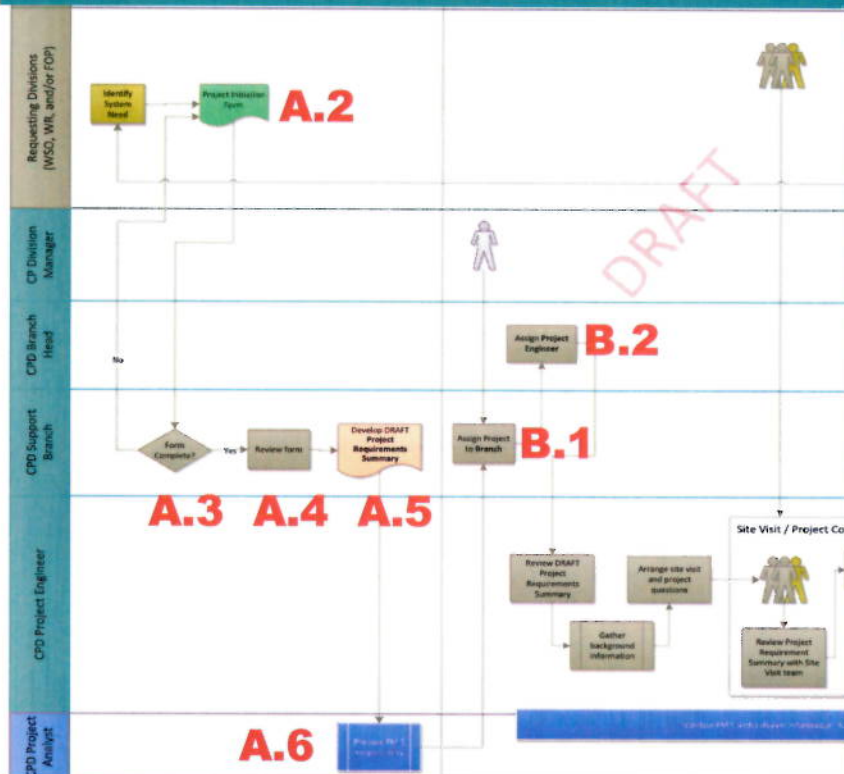 Requesting Divisions
(WSO, WR, and/or FOP)
Identify
System
Need
Project Initiation
Form
A.2
DRAFT
CP Division
Manager
CPD Branch
Head
No
Assign Project
Engineer
B.2
CPD Support
Branch
Form
Complete?
Yes
Review form
Develop DRAFT
Project
Requirements
Summary
Assign Project
to Branch
B.1
A.3
A.4
A.5
CPD Project Engineer
Site Visit / Project Co
Review DRAFT
Project
Requirements
Summary
Arrange site visit
and project
questions
Gather
background
information
Review Project
Requirement
Summary with Site
Visit team
CPD Project
Analyst
A.6